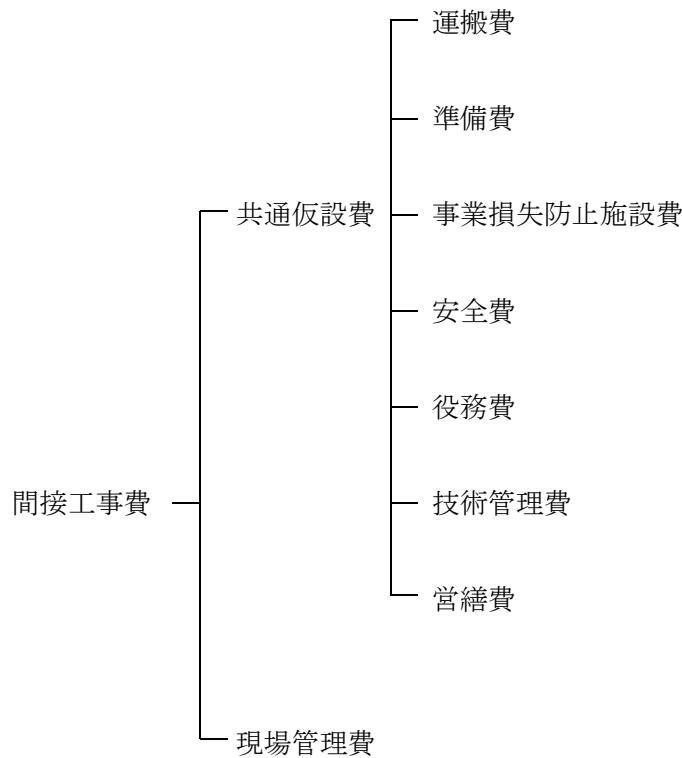 運搬費
準備費
共通仮設費
事業損失防止施設費
安全費
役務費
間接工事費
技術管理費
営繕費
現場管理費